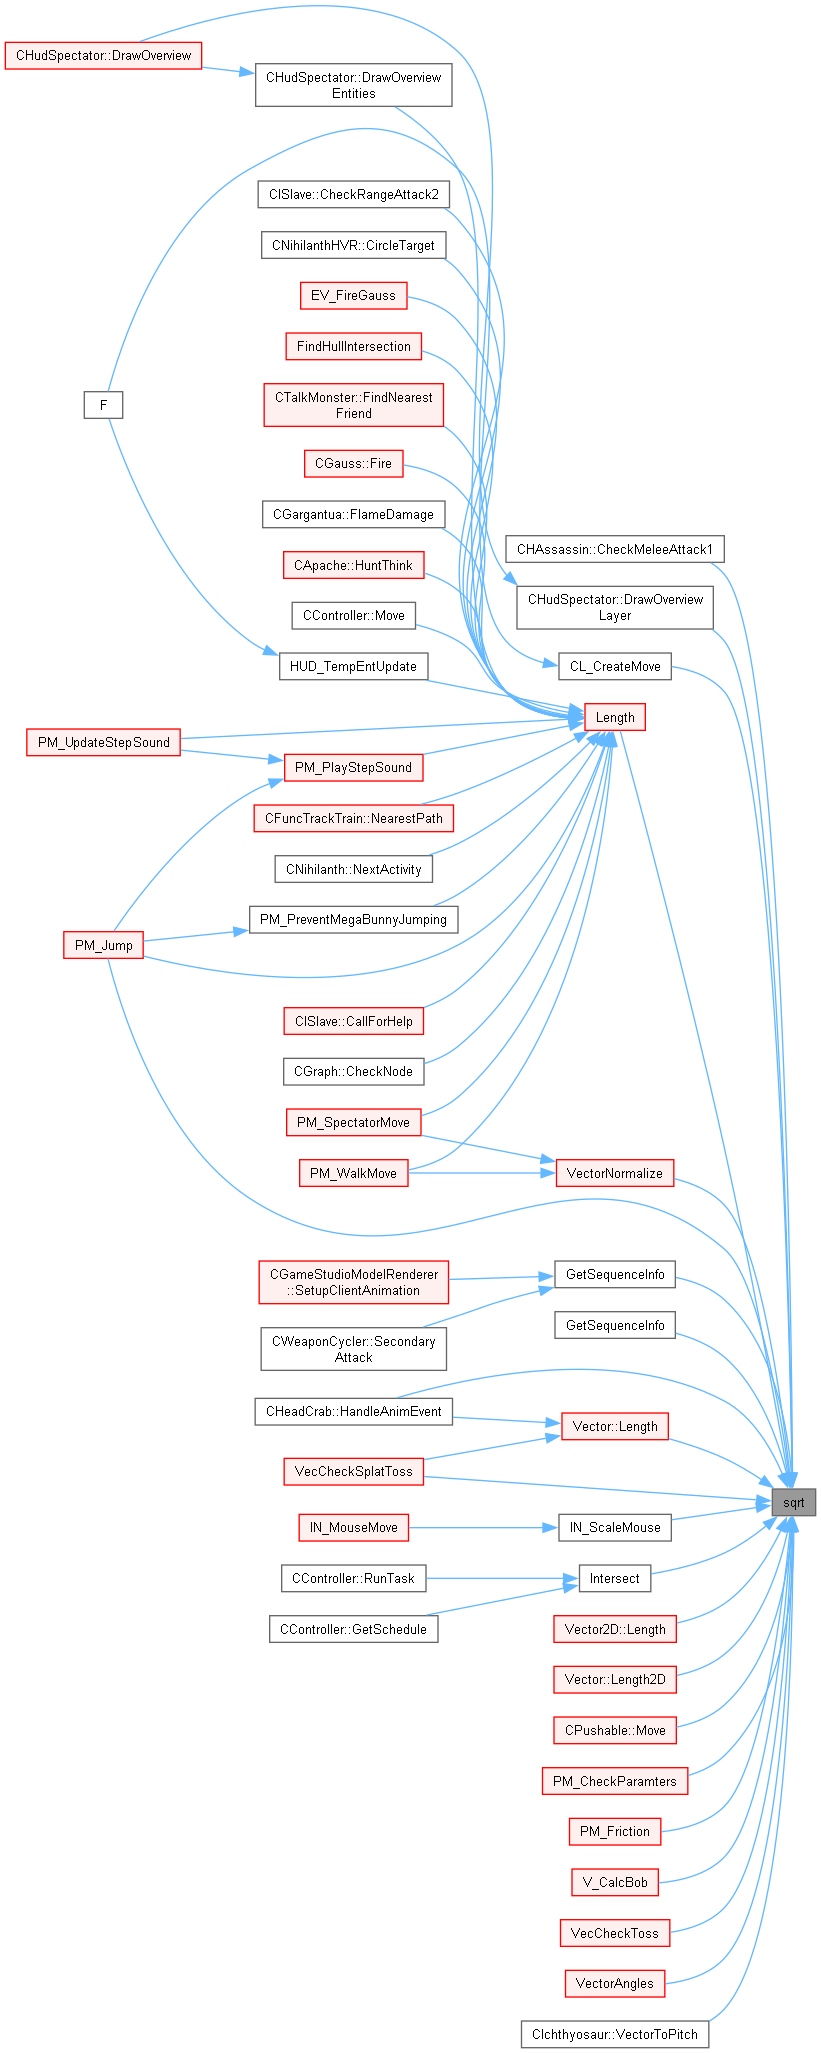 CHudSpectator::DrawOverview
CHudSpectator::DrawOverview
Entities
CISlave::CheckRangeAttack2
CNihilanthHVR::CircleTarget
EV_FireGauss
FindHullIntersection
CTalkMonster::FindNearest
Friend
F
CGauss::Fire
CGargantua::FlameDamage
CHAssassin::CheckMeleeAttack1
CApache::HuntThink
CHudSpectator::DrawOverview
Layer
CController::Move
HUD_TempEntUpdate
CL_CreateMove
Length
PM_UpdateStepSound
PM_PlayStepSound
CFuncTrackTrain::NearestPath
CNihilanth::NextActivity
PM_PreventMegaBunnyJumping
PM_Jump
CISlave::CallForHelp
CGraph::CheckNode
PM_SpectatorMove
PM_WalkMove
VectorNormalize
CGameStudioModelRenderer
::SetupClientAnimation
GetSequenceInfo
GetSequenceInfo
CWeaponCycler::Secondary
Attack
CHeadCrab::HandleAnimEvent
Vector::Length
VecCheckSplatToss
sqrt
IN_MouseMove
IN_ScaleMouse
CController::RunTask
Intersect
CController::GetSchedule
Vector2D::Length
Vector::Length2D
CPushable::Move
PM_CheckParamters
PM_Friction
V_CalcBob
VecCheckToss
VectorAngles
CIchthyosaur::VectorToPitch